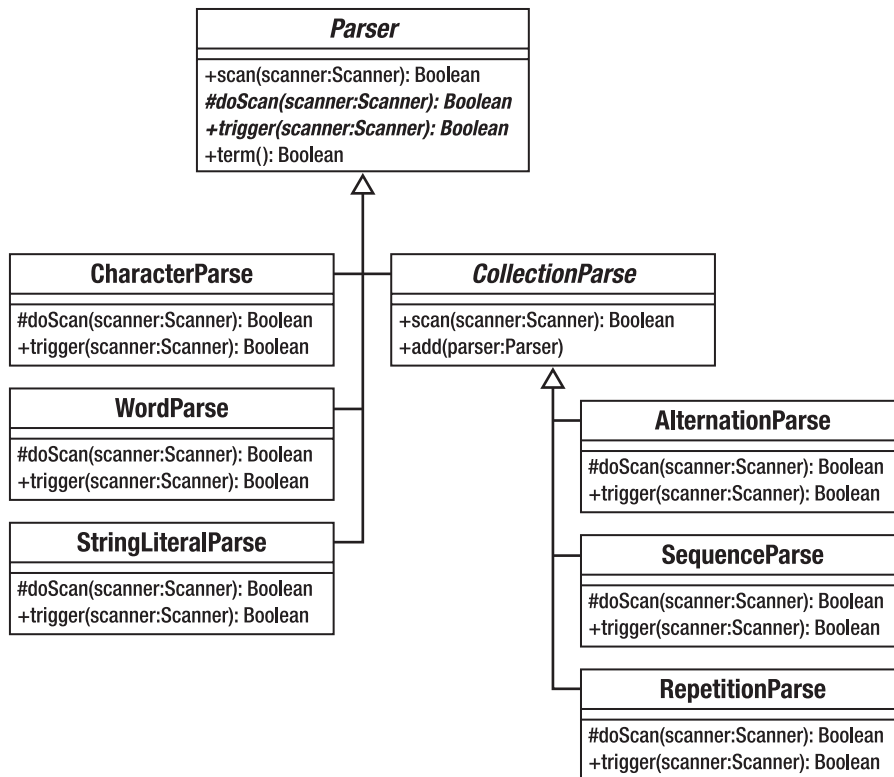 Parser
+scan(scanner:Scanner): Boolean
#doScan(scanner:Scanner): Boolean
+trigger(scanner:Scanner): Boolean
+term(): Boolean
CharacterParse
#doScan(scanner:Scanner): Boolean
+trigger(scanner:Scanner): Boolean
CollectionParse
+scan(scanner:Scanner): Boolean
+add(parser:Parser)
WordParse
#doScan(scanner:Scanner): Boolean
+trigger(scanner:Scanner): Boolean
AlternationParse
#doScan(scanner:Scanner): Boolean
+trigger(scanner:Scanner): Boolean
StringLiteralParse
#doScan(scanner:Scanner): Boolean
+trigger(scanner:Scanner): Boolean
SequenceParse
#doScan(scanner:Scanner): Boolean
+trigger(scanner:Scanner): Boolean
RepetitionParse
#doScan(scanner:Scanner): Boolean
+trigger(scanner:Scanner): Boolean